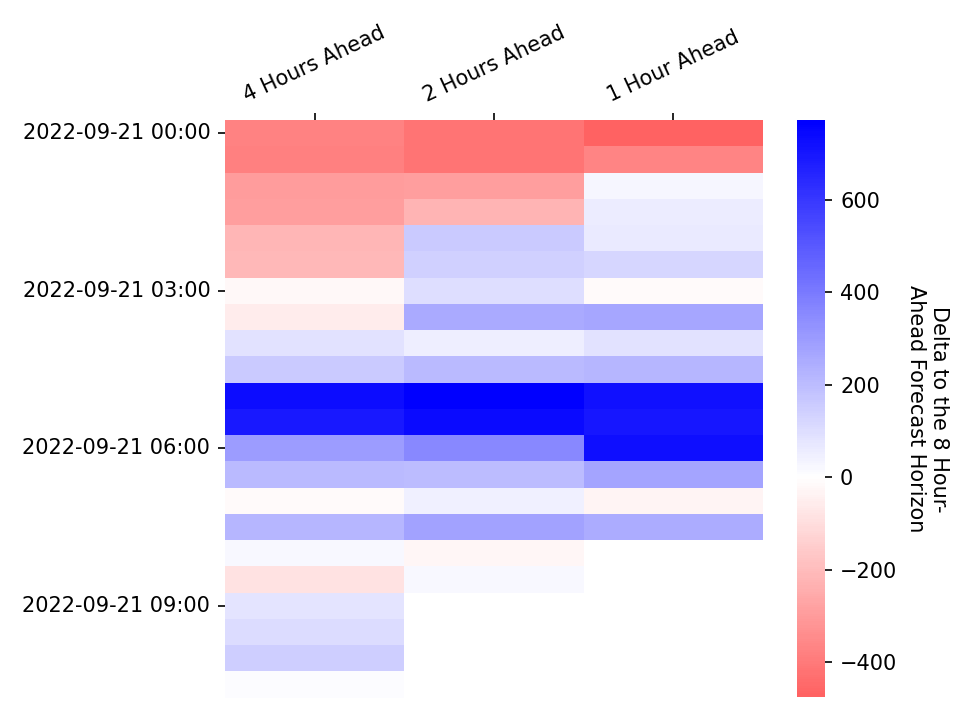 4 Hours Ahead
2 Hours Ahead
1 Hour Ahead
2022-09-21 00:00
2022-09-21 03:00
2022-09-21 06:00
2022-09-21 09:00
600
400
200
0
−200
−400
Delta to the 8 Hour-
Ahead Forecast Horizon